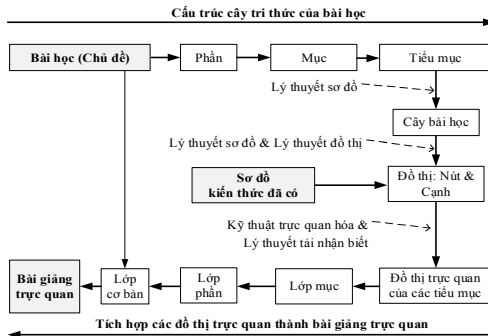 Cấu trúc cây tri thức của bài học
Bài học (Chủ đề)
Phần
Mục
Tiểu mục
Lý thuyết sơ đồ
Cây bài học
Lý thuyết sơ đồ & Lý thuyết đồ thị
Sơ đồ
kiến thức đã có
Đồ thị: Nút &
Cạnh
Kỹ thuật trực quan hóa &
Lý thuyết tải nhận biết
Bài giảng
trực quan
Lớp
cơ bản
Lớp
phần
Lớp mục
Đồ thị trực quan
của các tiểu mục
Tích hợp các đồ thị trực quan thành bài giảng trực quan